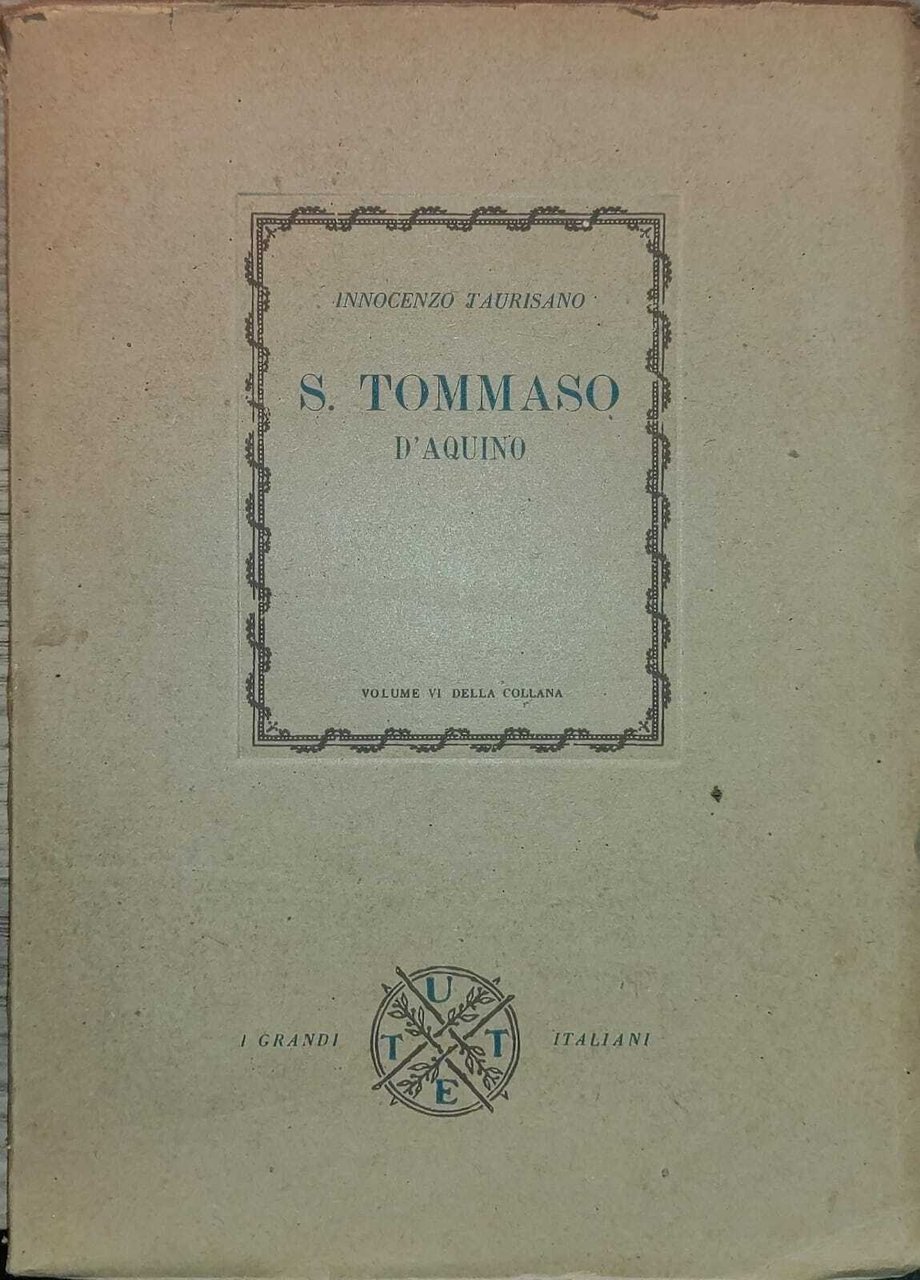 INNOCENZO TAURISANO
S. TOMMASO
D'AQUINO
VOLUME VI DELLA COLLANA
I GRANDI ITALIANI
U
T T
E